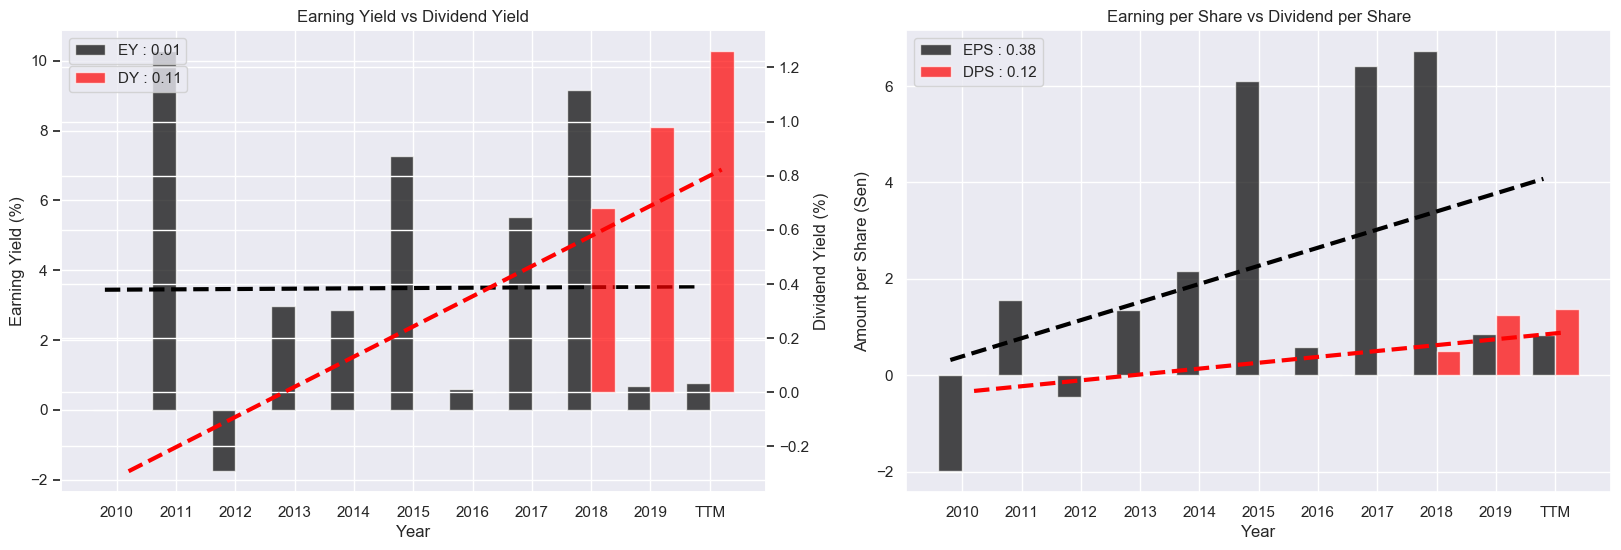 Earning Yield vs Dividend Yield
EY : 0.01
DY : 0.11
Earning Yield (%)
10
8
6
4
2
0
−2
2010 2011 2012 2013 2014 2015 2016 2017 2018 2019 TTM
Year
1.2
1.0
0.8
0.6
0.4
0.2
0.0
−0.2
Dividend Yield (%)
Earning per Share vs Dividend per Share
EPS : 0.38
DPS : 0.12
Amount per Share (Sen)
6
4
2
0
−2
2010 2011 2012 2013 2014 2015 2016 2017 2018 2019 TTM
Year